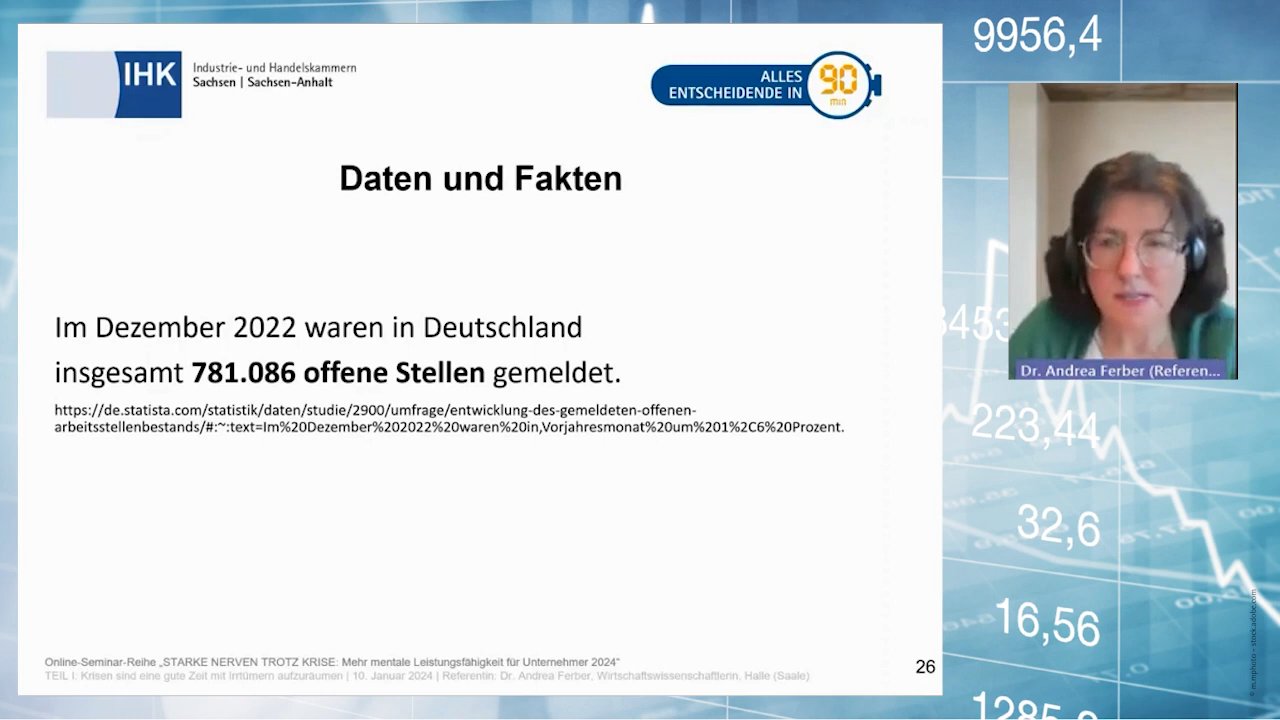 IHK
Industrie- und Handelskammern
Sachsen | Sachsen-Anhalt
ALLES
ENTSCHEIDENDE IN
90
min
Daten und Fakten
Im Dezember 2022 waren in Deutschland
insgesamt 781.086 offene Stellen gemeldet.
https://de.statista.com/statistik/daten/studie/2900/umfrage/entwicklung-des-gemeldeten-offenen-
arbeitsstellenbestands/#:~:text=Im%20Dezember%202022%20waren%20in,Vorjahresmonat%20um%201%2C6%20Prozent.
Online-Seminar-Reihe „STARKE NERVEN TROTZ KRISE: Mehr mentale Leistungsfähigkeit für Unternehmer 2024“
TEIL I: Krisen sind eine gute Zeit mit Irrtümern aufzuräumen | 10. Januar 2024 | Referentin: Dr. Andrea Ferber, Wirtschaftswissenschaftlerin, Halle (Saale)
26
9956,4
Dr. Andrea Ferber (Referen...
223,44
32,6
16,56